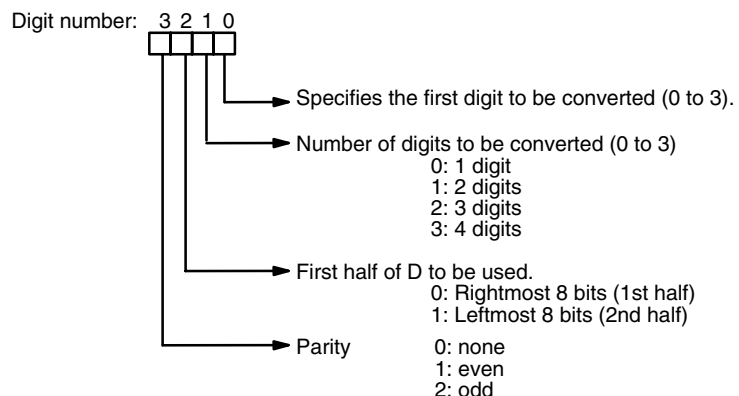 Digit number: 3 2 1 0
Specifies the first digit to be converted (0 to 3).
Number of digits to be converted (0 to 3)
0: 1 digit
1: 2 digits
2: 3 digits
3: 4 digits
First half of D to be used.
0: Rightmost 8 bits (1st half)
1: Leftmost 8 bits (2nd half)
Parity 0: none
1: even
2: odd